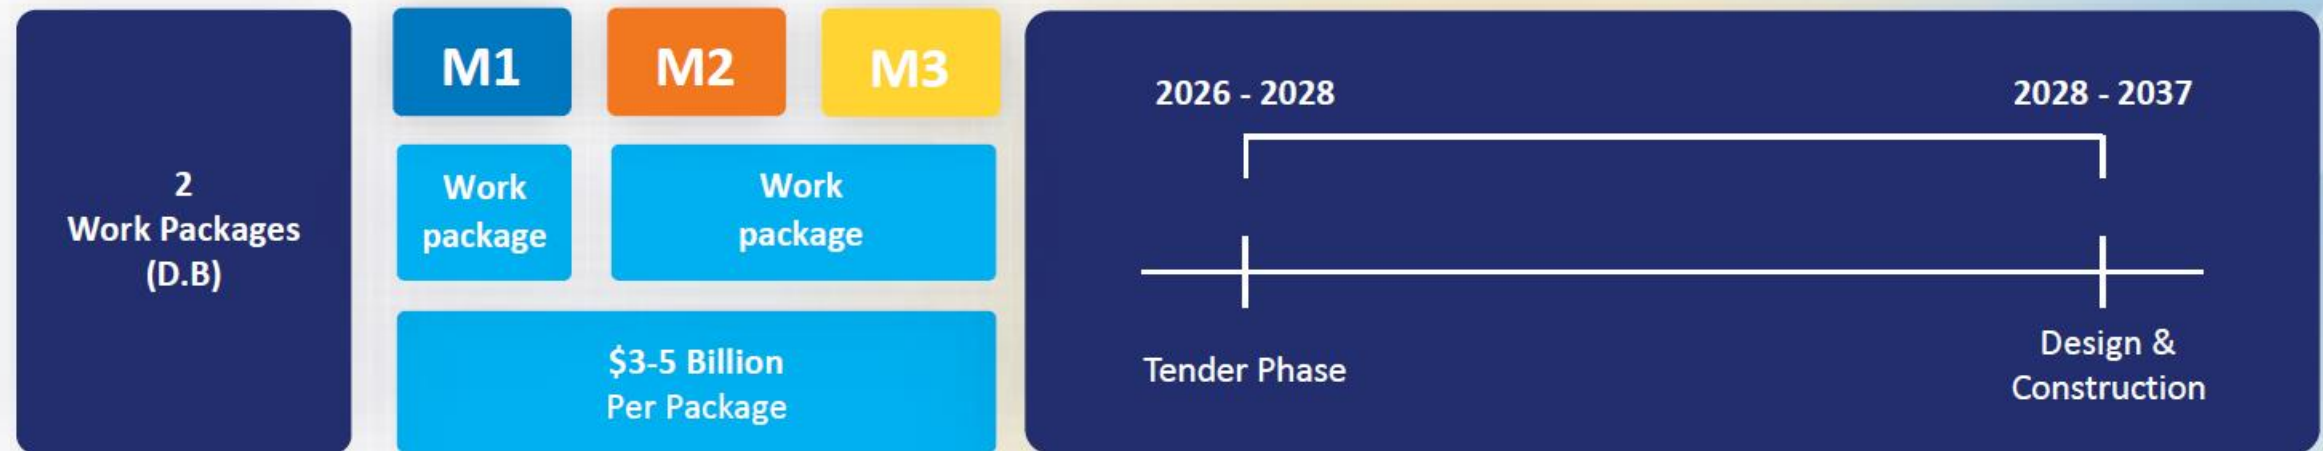 2
Work Packages
(D.B)
M1
M2
M3
Work
package
Work
package
$3-5 Billion
Per Package
2026 - 2028
2028 - 2037
Tender Phase
Design &
Construction